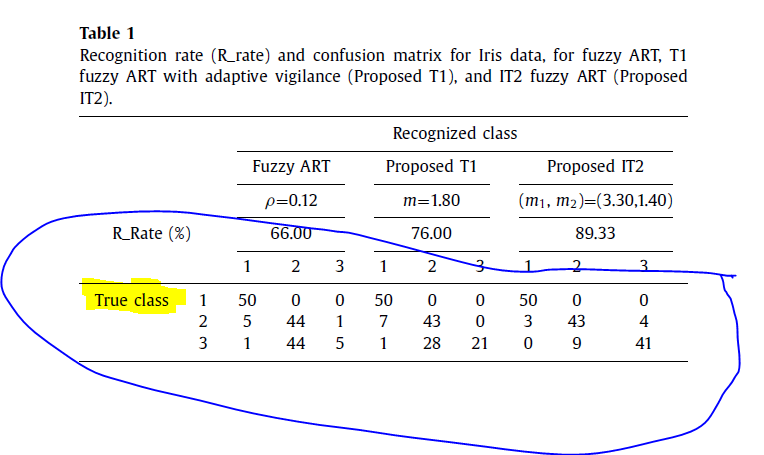 Table 1
Recognition rate (R_rate) and confusion matrix for Iris data, for fuzzy ART, T1
fuzzy ART with adaptive vigilance (Proposed T1), and IT2 fuzzy ART (Proposed
IT2).
Recognized class
Fuzzy ART Proposed T1 Proposed IT2
ρ=0.12 m=1.80 (m₁, m₂)=(3.30,1.40)
R_Rate (%) 66.00 76.00 89.33
1 2 3 1 2 3 1 2 3
True class 1 50 0 0 50 0 0 50 0 0
2 5 44 1 7 43 0 3 43 4
3 1 44 5 1 28 21 0 9 41